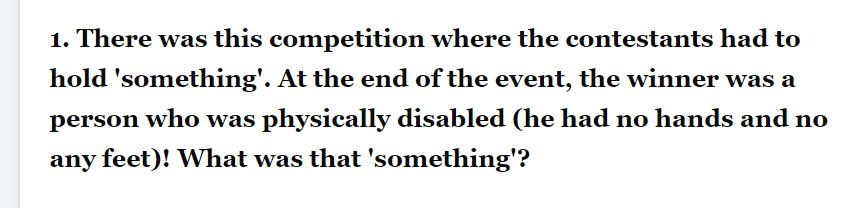 1. There was this competition where the contestants had to
hold 'something'. At the end of the event, the winner was a
person who was physically disabled (he had no hands and no
any feet)! What was that 'something'?